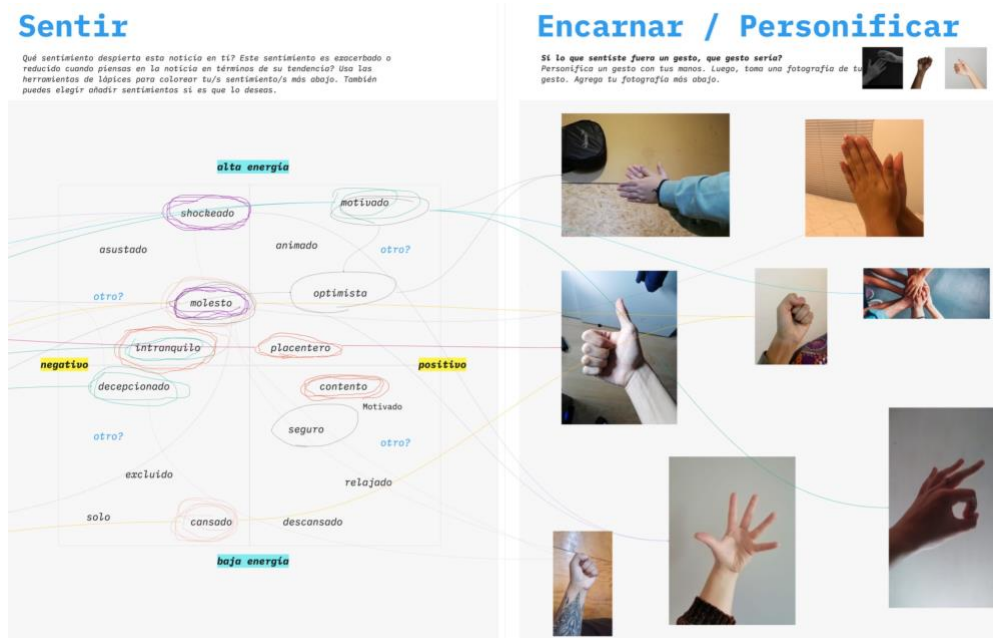 Sentir
Qué sentimiento despierta esta noticia en ti? Este sentimiento es exacerbado o
reducido cuando piensas en la noticia en términos de su tendencia? Usa las
herramientas de lápices para colorear tu/s sentimiento/s más abajo. También
puedes elegir añadir sentimientos si es que lo deseas.
alta energía
shockeado
motivado
asustado
animado
otro?
otro?
molesto
optimista
intranquilo
placentero
negativo
positivo
decepcionado
contento
Motivado
seguro
otro?
otro?
excluido
relajado
solo
cansado
descansado
baja energía
Encarnar / Personificar
Si lo que sentiste fuera un gesto, que gesto sería?
Personifica un gesto con tus manos. Luego, toma una fotografía de tu
gesto. Agrega tu fotografía más abajo.